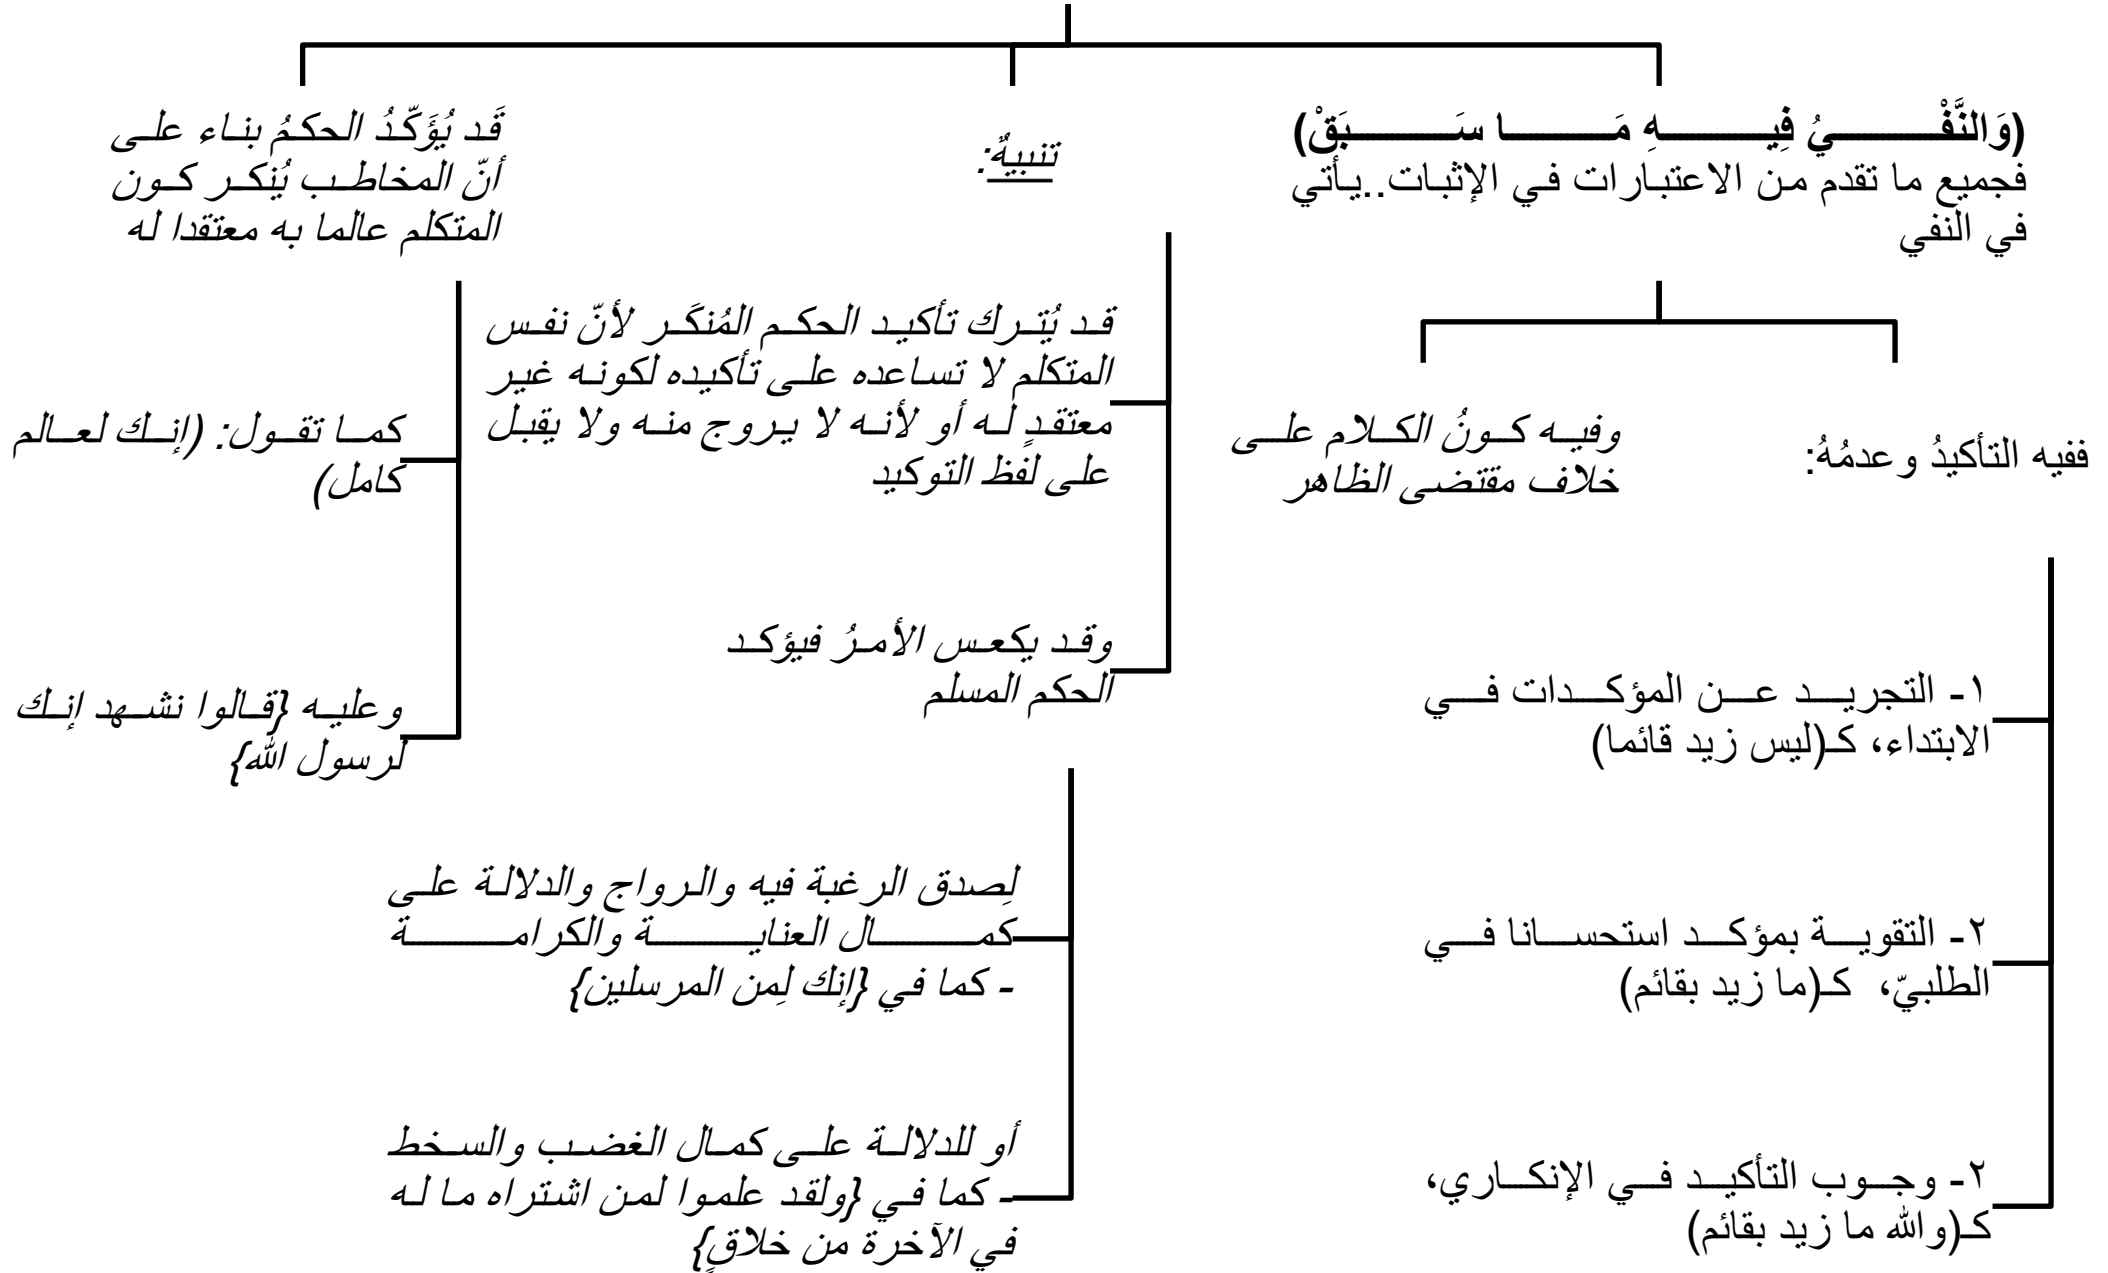 (وَالنَّفْيُ فِيهِ مَا سَبَقْ)
فجميع ما تقدم من الاعتبارات في الإثبات..يأتي
في النفي
ففيه التأكيدُ وعدمُهُ:
١- التجريد عن المؤكدات في
الابتداء، كـ(ليس زيد قائما)
٢- التقوية بمؤكد استحسانا في
الطلبيّ، كـ(ما زيد بقائم)
٢- وجوب التأكيد في الإنكاري،
كـ(والله ما زيد بقائم)
وفيه كونُ الكلام على
خلاف مقتضى الظاهر
تنبيهٌ:
قد يُترك تأكيد الحكم المُنكَر لأنّ نفس
المتكلم لا تساعده على تأكيده لكونه غير
معتقدٍ له أو لأنه لا يروج منه ولا يقبل
على لفظ التوكيد
وقد يكعس الأمرُ فيؤكد
الحكم المسلم
لِصدق الرغبة فيه والرواج والدلالة على
كمال العناية والكرامة
- كما في {إنك لِمن المرسلين}
أو للدلالة على كمال الغضب والسخط
- كما في {ولقد علموا لمن اشتراه ما له
في الآخرة من خلاقٍ}
قَد يُؤَكّدُ الحكمُ بناء على
أنّ المخاطب يُنكر كون
المتكلم عالما به معتقدا له
كما تقول: (إنك لعالم
كامل)
وعليه {قالوا نشهد إنك
لرسول الله}